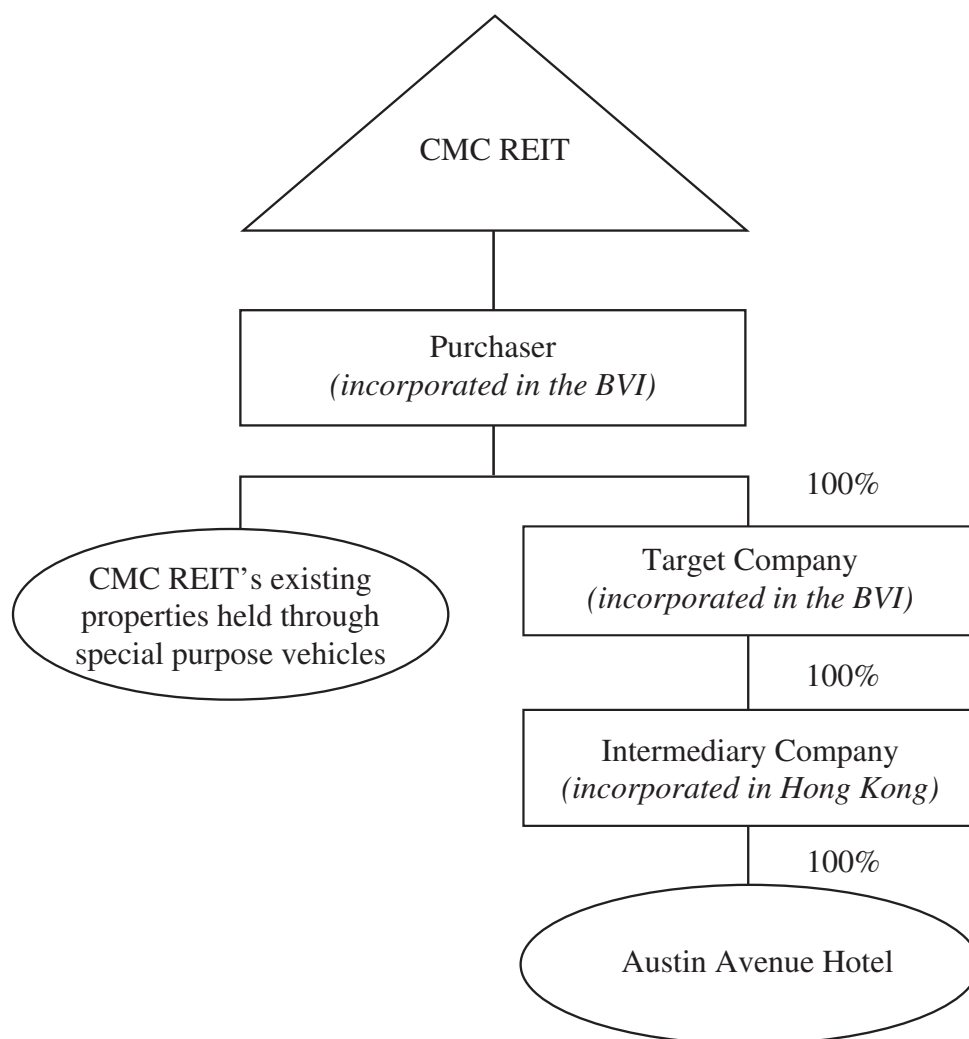 CMC REIT
Purchaser
(incorporated in the BVI)
100%
CMC REIT’s existing
properties held through
special purpose vehicles
Target Company
(incorporated in the BVI)
100%
Intermediary Company
(incorporated in Hong Kong)
100%
Austin Avenue Hotel